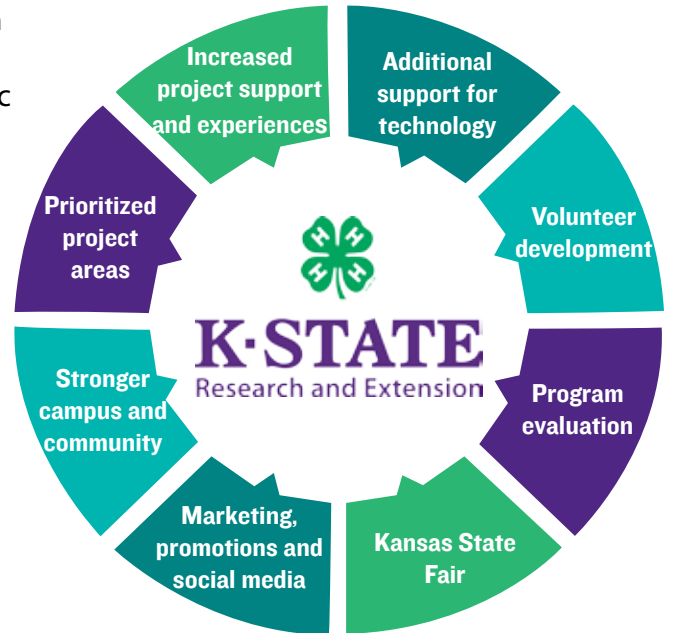 c
Increased
project support
and experiences
Additional
support for
technology
Volunteer
development
Program
evaluation
Kansas State
Fair
Marketing,
promotions and
social media
Stronger
campus and
community
Prioritized
project
areas
H H
H H
K·STATE
Research and Extension